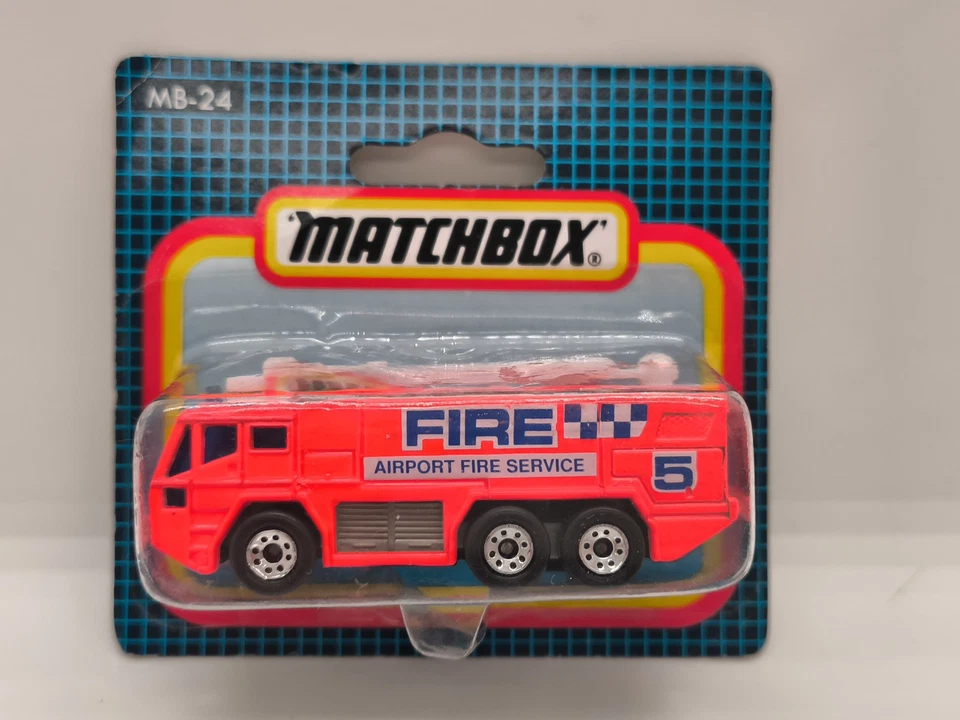 MB-24
"MATCHBOX"®
FIRE
AIRPORT FIRE SERVICE
5